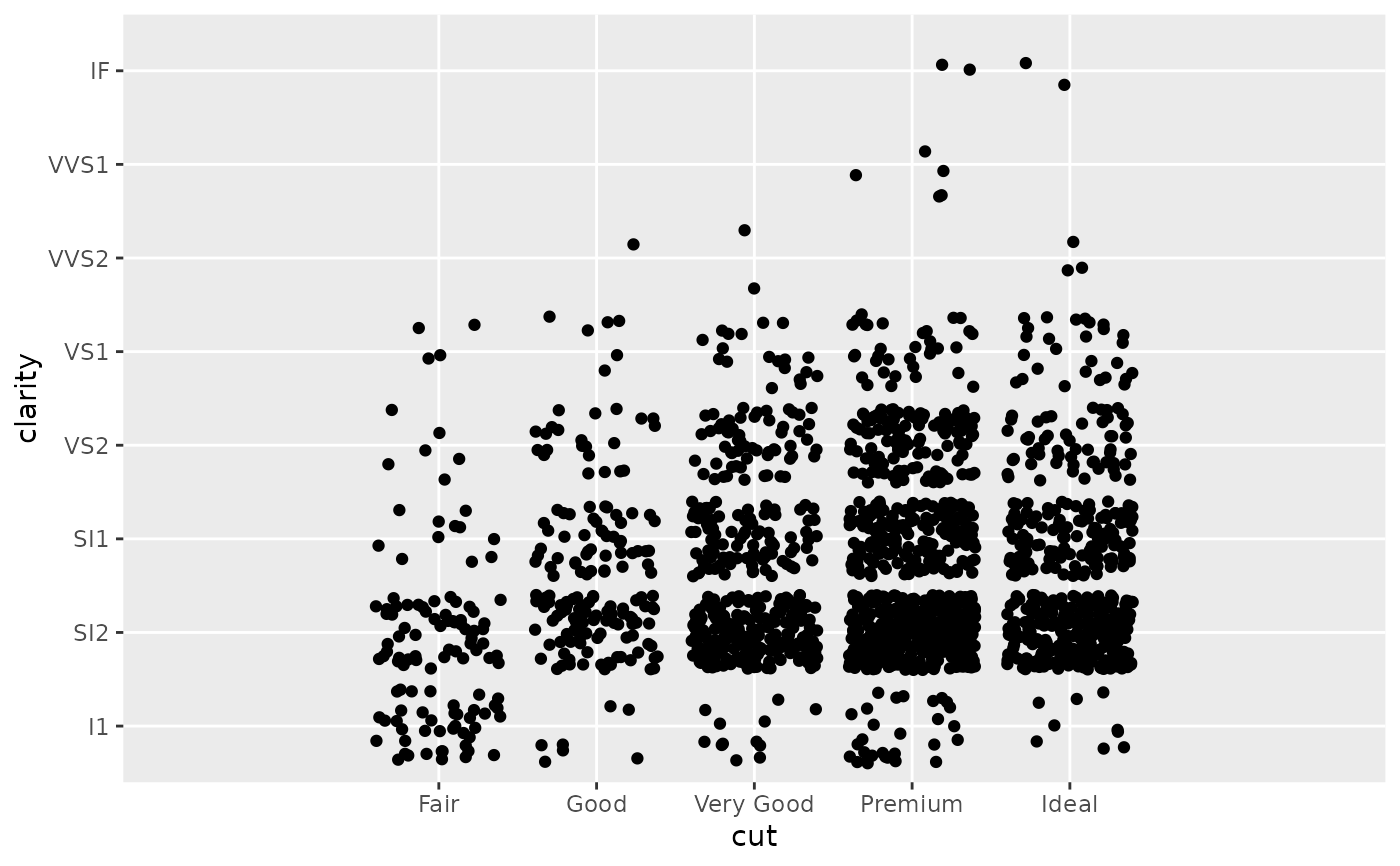 IF
VVS1
VVS2
VS1
VS2
SI1
SI2
I1
clarity
Fair Good Very Good Premium Ideal
cut